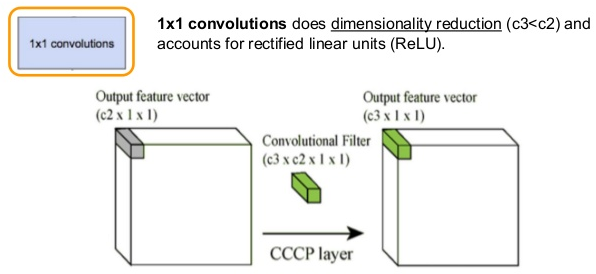 1x1 convolutions
1x1 convolutions does dimensionality reduction (c3<c2) and
accounts for rectified linear units (ReLU).
Output feature vector
(c2 x 1 x 1)
Convolutional Filter
(c3 x c2 x 1 x 1)
CCCP layer
Output feature vector
(c3 x 1 x 1)